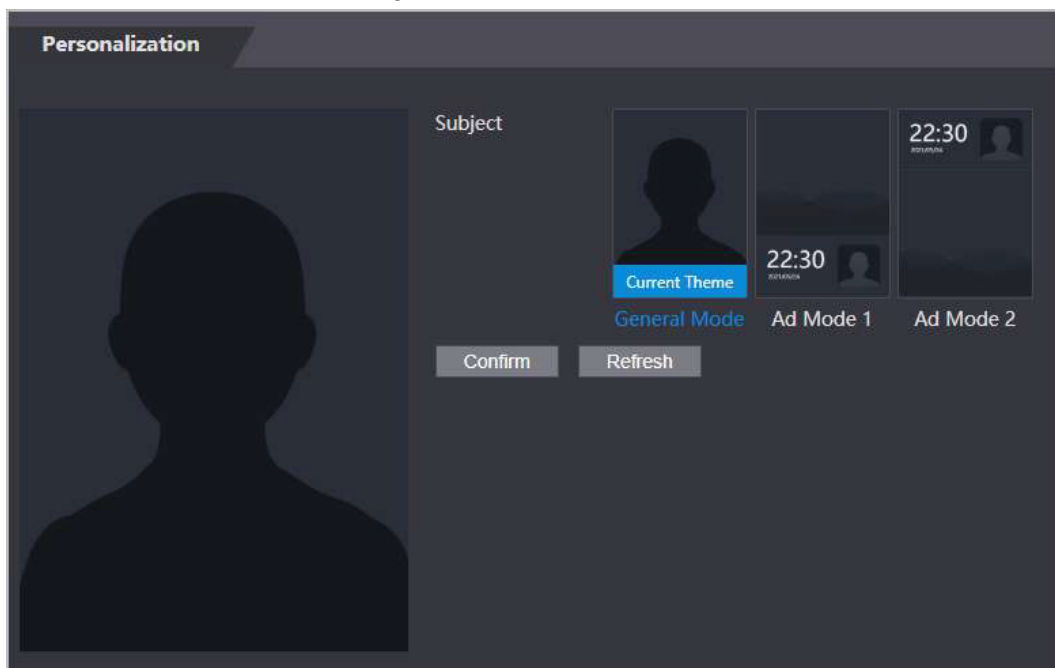 Personalization
Subject
22:30
22:30
Current Theme
General Mode
Ad Mode 1
Ad Mode 2
Confirm
Refresh